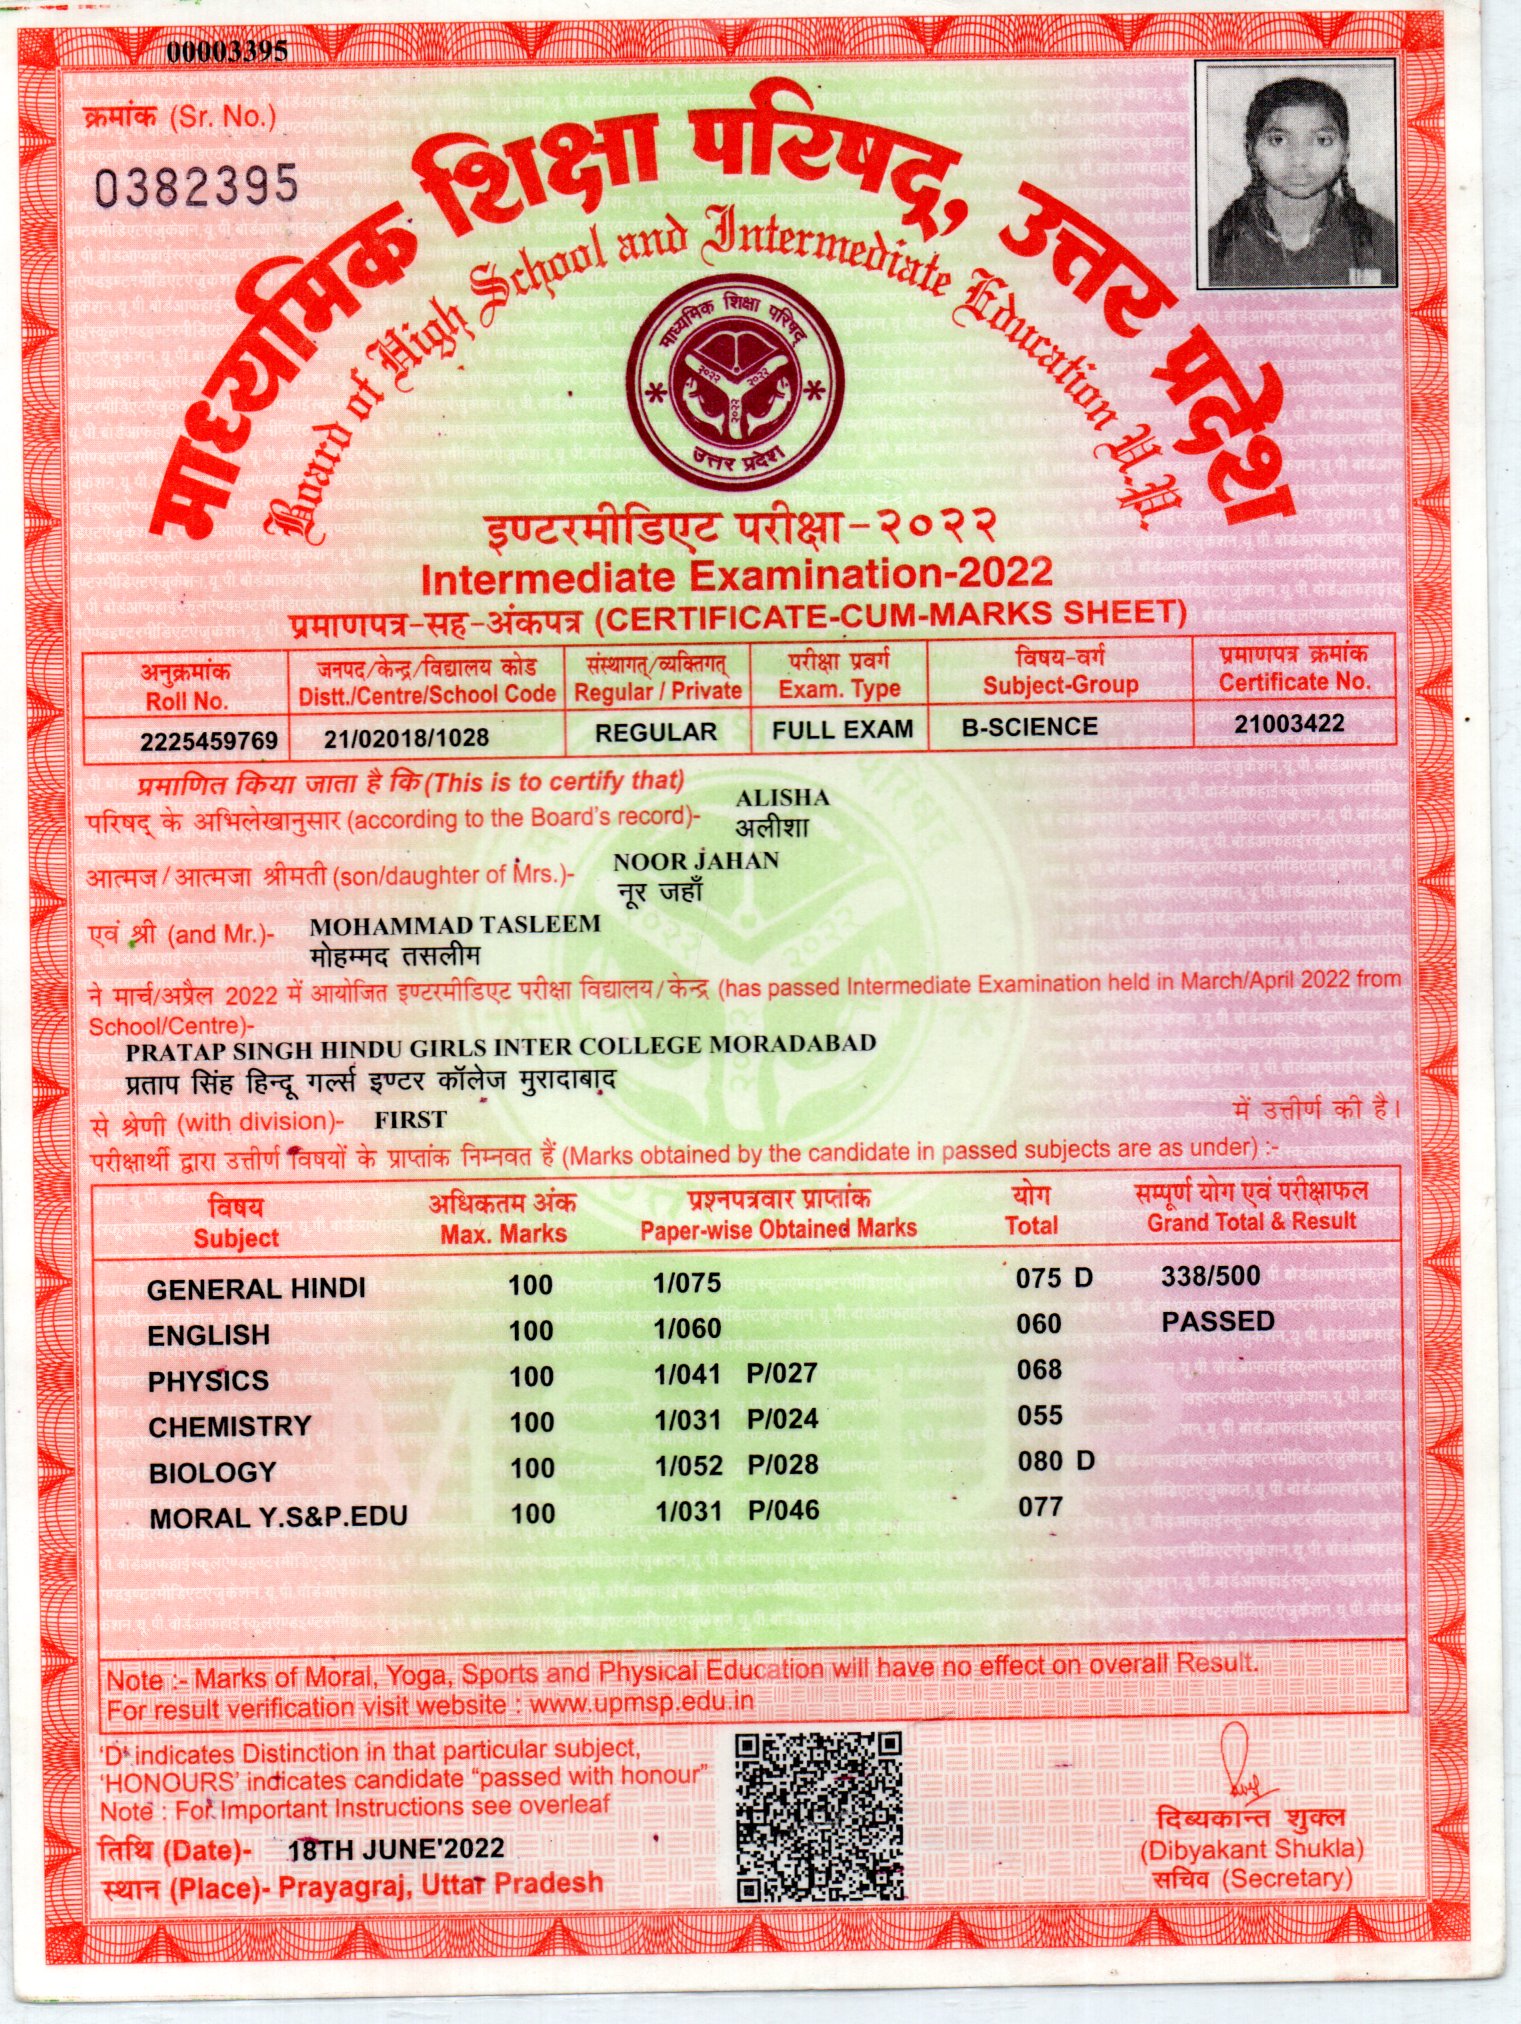 00003395
क्रमांक (Sr. No.)
0382395
माध्यमिक शिक्षा परिषद्, उत्तर प्रदेश
Board of High School and Intermediate Education U.P.
माध्यमिक शिक्षा परिषद्
२०२२ २०२२
२०२२
उत्तर प्रदेश
इण्टरमीडिएट परीक्षा-२०२२
Intermediate Examination-2022
प्रमाणपत्र-सह-अंकपत्र (CERTIFICATE-CUM-MARKS SHEET)
अनुक्रमांक जनपद/केन्द्र/विद्यालय कोड संस्थागत्/व्यक्तिगत् परीक्षा प्रवर्ग विषय-वर्ग प्रमाणपत्र क्रमांक
Roll No. Distt./Centre/School Code Regular / Private Exam. Type Subject-Group Certificate No.
2225459769 21/02018/1028 REGULAR FULL EXAM B-SCIENCE 21003422
प्रमाणित किया जाता है कि (This is to certify that)
परिषद् के अभिलेखानुसार (according to the Board's record)- ALISHA
अलीशा
आत्मज/आत्मजा श्रीमती (son/daughter of Mrs.)- NOOR JAHAN
नूर जहाँ
एवं श्री (and Mr.)- MOHAMMAD TASLEEM
मोहम्मद तसलीम
ने मार्च/अप्रैल 2022 में आयोजित इण्टरमीडिएट परीक्षा विद्यालय/केन्द्र (has passed Intermediate Examination held in March/April 2022 from
School/Centre)-
PRATAP SINGH HINDU GIRLS INTER COLLEGE MORADABAD
प्रताप सिंह हिन्दू गर्ल्स इण्टर कॉलेज मुरादाबाद
से श्रेणी (with division)- FIRST में उत्तीर्ण की है।
परीक्षार्थी द्वारा उत्तीर्ण विषयों के प्राप्तांक निम्नवत हैं (Marks obtained by the candidate in passed subjects are as under) :-
विषय अधिकतम अंक प्रश्नपत्रवार प्राप्तांक योग सम्पूर्ण योग एवं परीक्षाफल
Subject Max. Marks Paper-wise Obtained Marks Total Grand Total & Result
GENERAL HINDI 100 1/075 075 D 338/500
ENGLISH 100 1/060 060 PASSED
PHYSICS 100 1/041 P/027 068
CHEMISTRY 100 1/031 P/024 055
BIOLOGY 100 1/052 P/028 080 D
MORAL Y.S&P.EDU 100 1/031 P/046 077
Note :- Marks of Moral, Yoga, Sports and Physical Education will have no effect on overall Result.
For result verification visit website : www.upmsp.edu.in
'D' indicates Distinction in that particular subject,
'HONOURS' indicates candidate "passed with honour"
Note : For Important Instructions see overleaf
तिथि (Date)- 18TH JUNE'2022
स्थान (Place)- Prayagraj, Uttar Pradesh
दिब्यकान्त शुक्ल
(Dibyakant Shukla)
सचिव (Secretary)